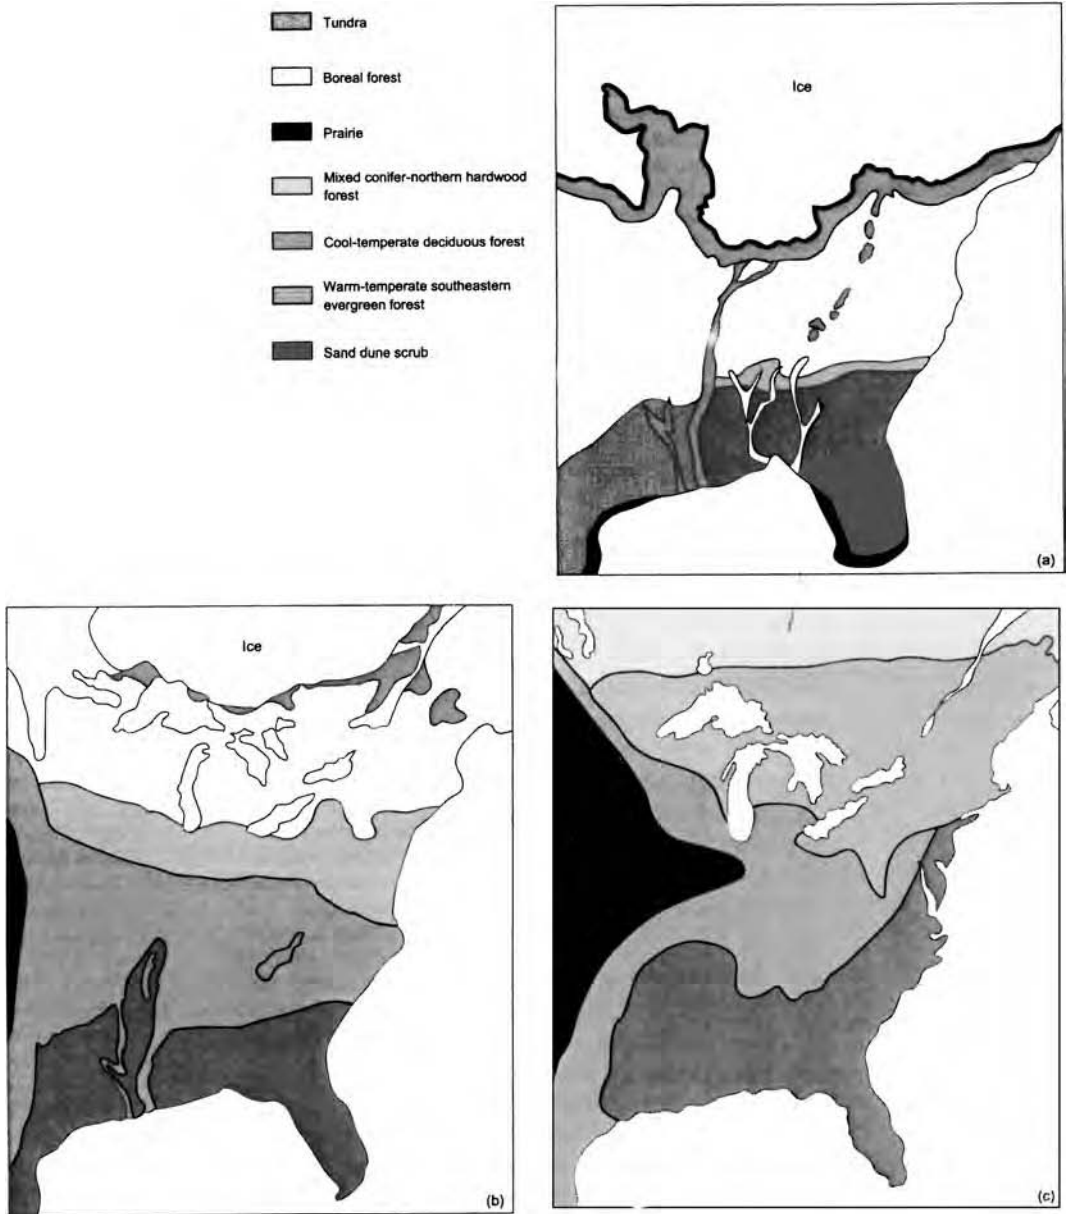 Tundra
Boreal forest
Prairie
Mixed conifer-northern hardwood
forest
Cool-temperate deciduous forest
Warm-temperate southeastern
evergreen forest
Sand dune scrub
Ice
(a)
Ice
(b)
(c)